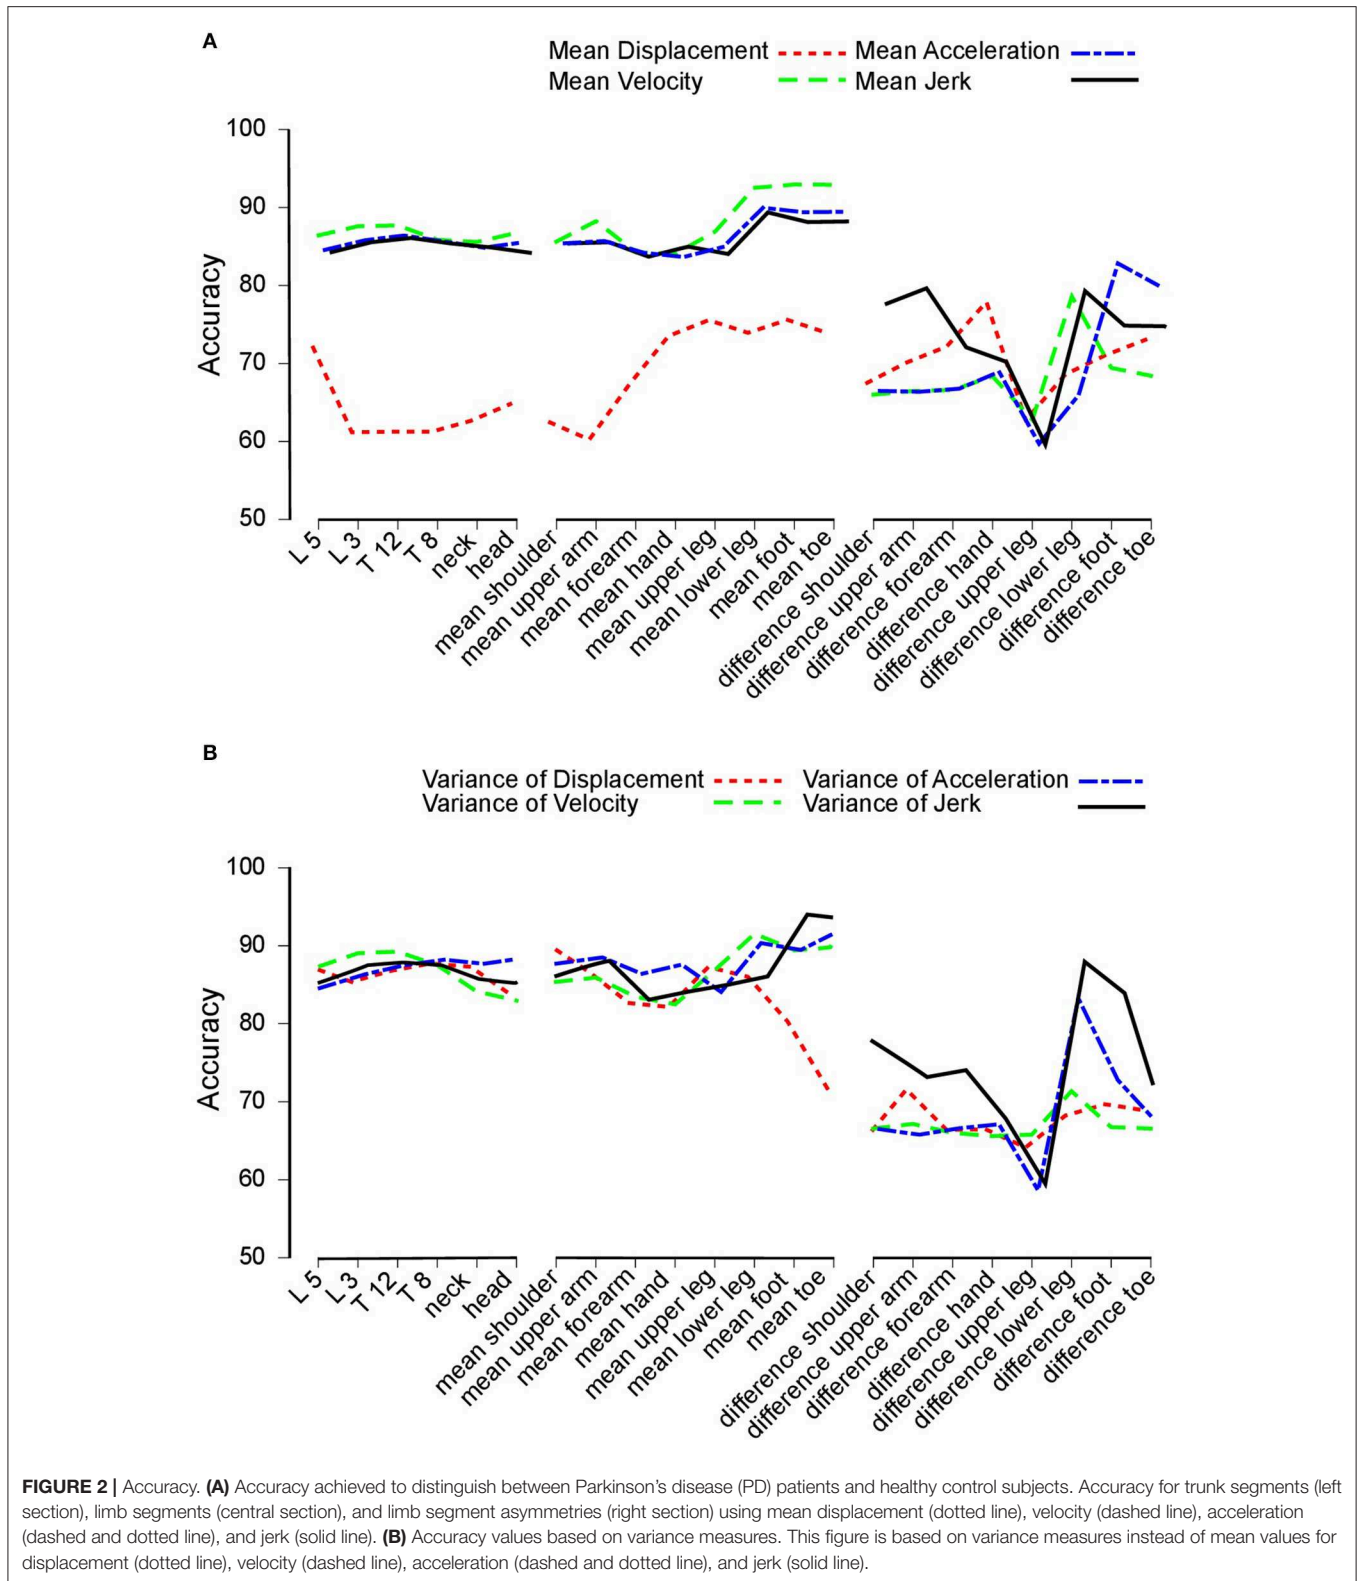 A
Mean Displacement Mean Acceleration
Mean Velocity Mean Jerk
100
90
80
70
60
50
Accuracy
L 5
L 3
T 12
T 8
neck
head
mean shoulder
mean upper arm
mean forearm
mean hand
mean upper leg
mean lower leg
mean foot
mean toe
difference shoulder
difference upper arm
difference forearm
difference hand
difference upper leg
difference lower leg
difference foot
difference toe
B
Variance of Displacement Variance of Acceleration
Variance of Velocity Variance of Jerk
100
90
80
70
60
50
Accuracy
L 5
L 3
T 12
T 8
neck
head
mean shoulder
mean upper arm
mean forearm
mean hand
mean upper leg
mean lower leg
mean foot
mean toe
difference shoulder
difference upper arm
difference forearm
difference hand
difference upper leg
difference lower leg
difference foot
difference toe
FIGURE 2 | Accuracy. (A) Accuracy achieved to distinguish between Parkinson's disease (PD) patients and healthy control subjects. Accuracy for trunk segments (left
section), limb segments (central section), and limb segment asymmetries (right section) using mean displacement (dotted line), velocity (dashed line), acceleration
(dashed and dotted line), and jerk (solid line). (B) Accuracy values based on variance measures. This figure is based on variance measures instead of mean values for
displacement (dotted line), velocity (dashed line), acceleration (dashed and dotted line), and jerk (solid line).